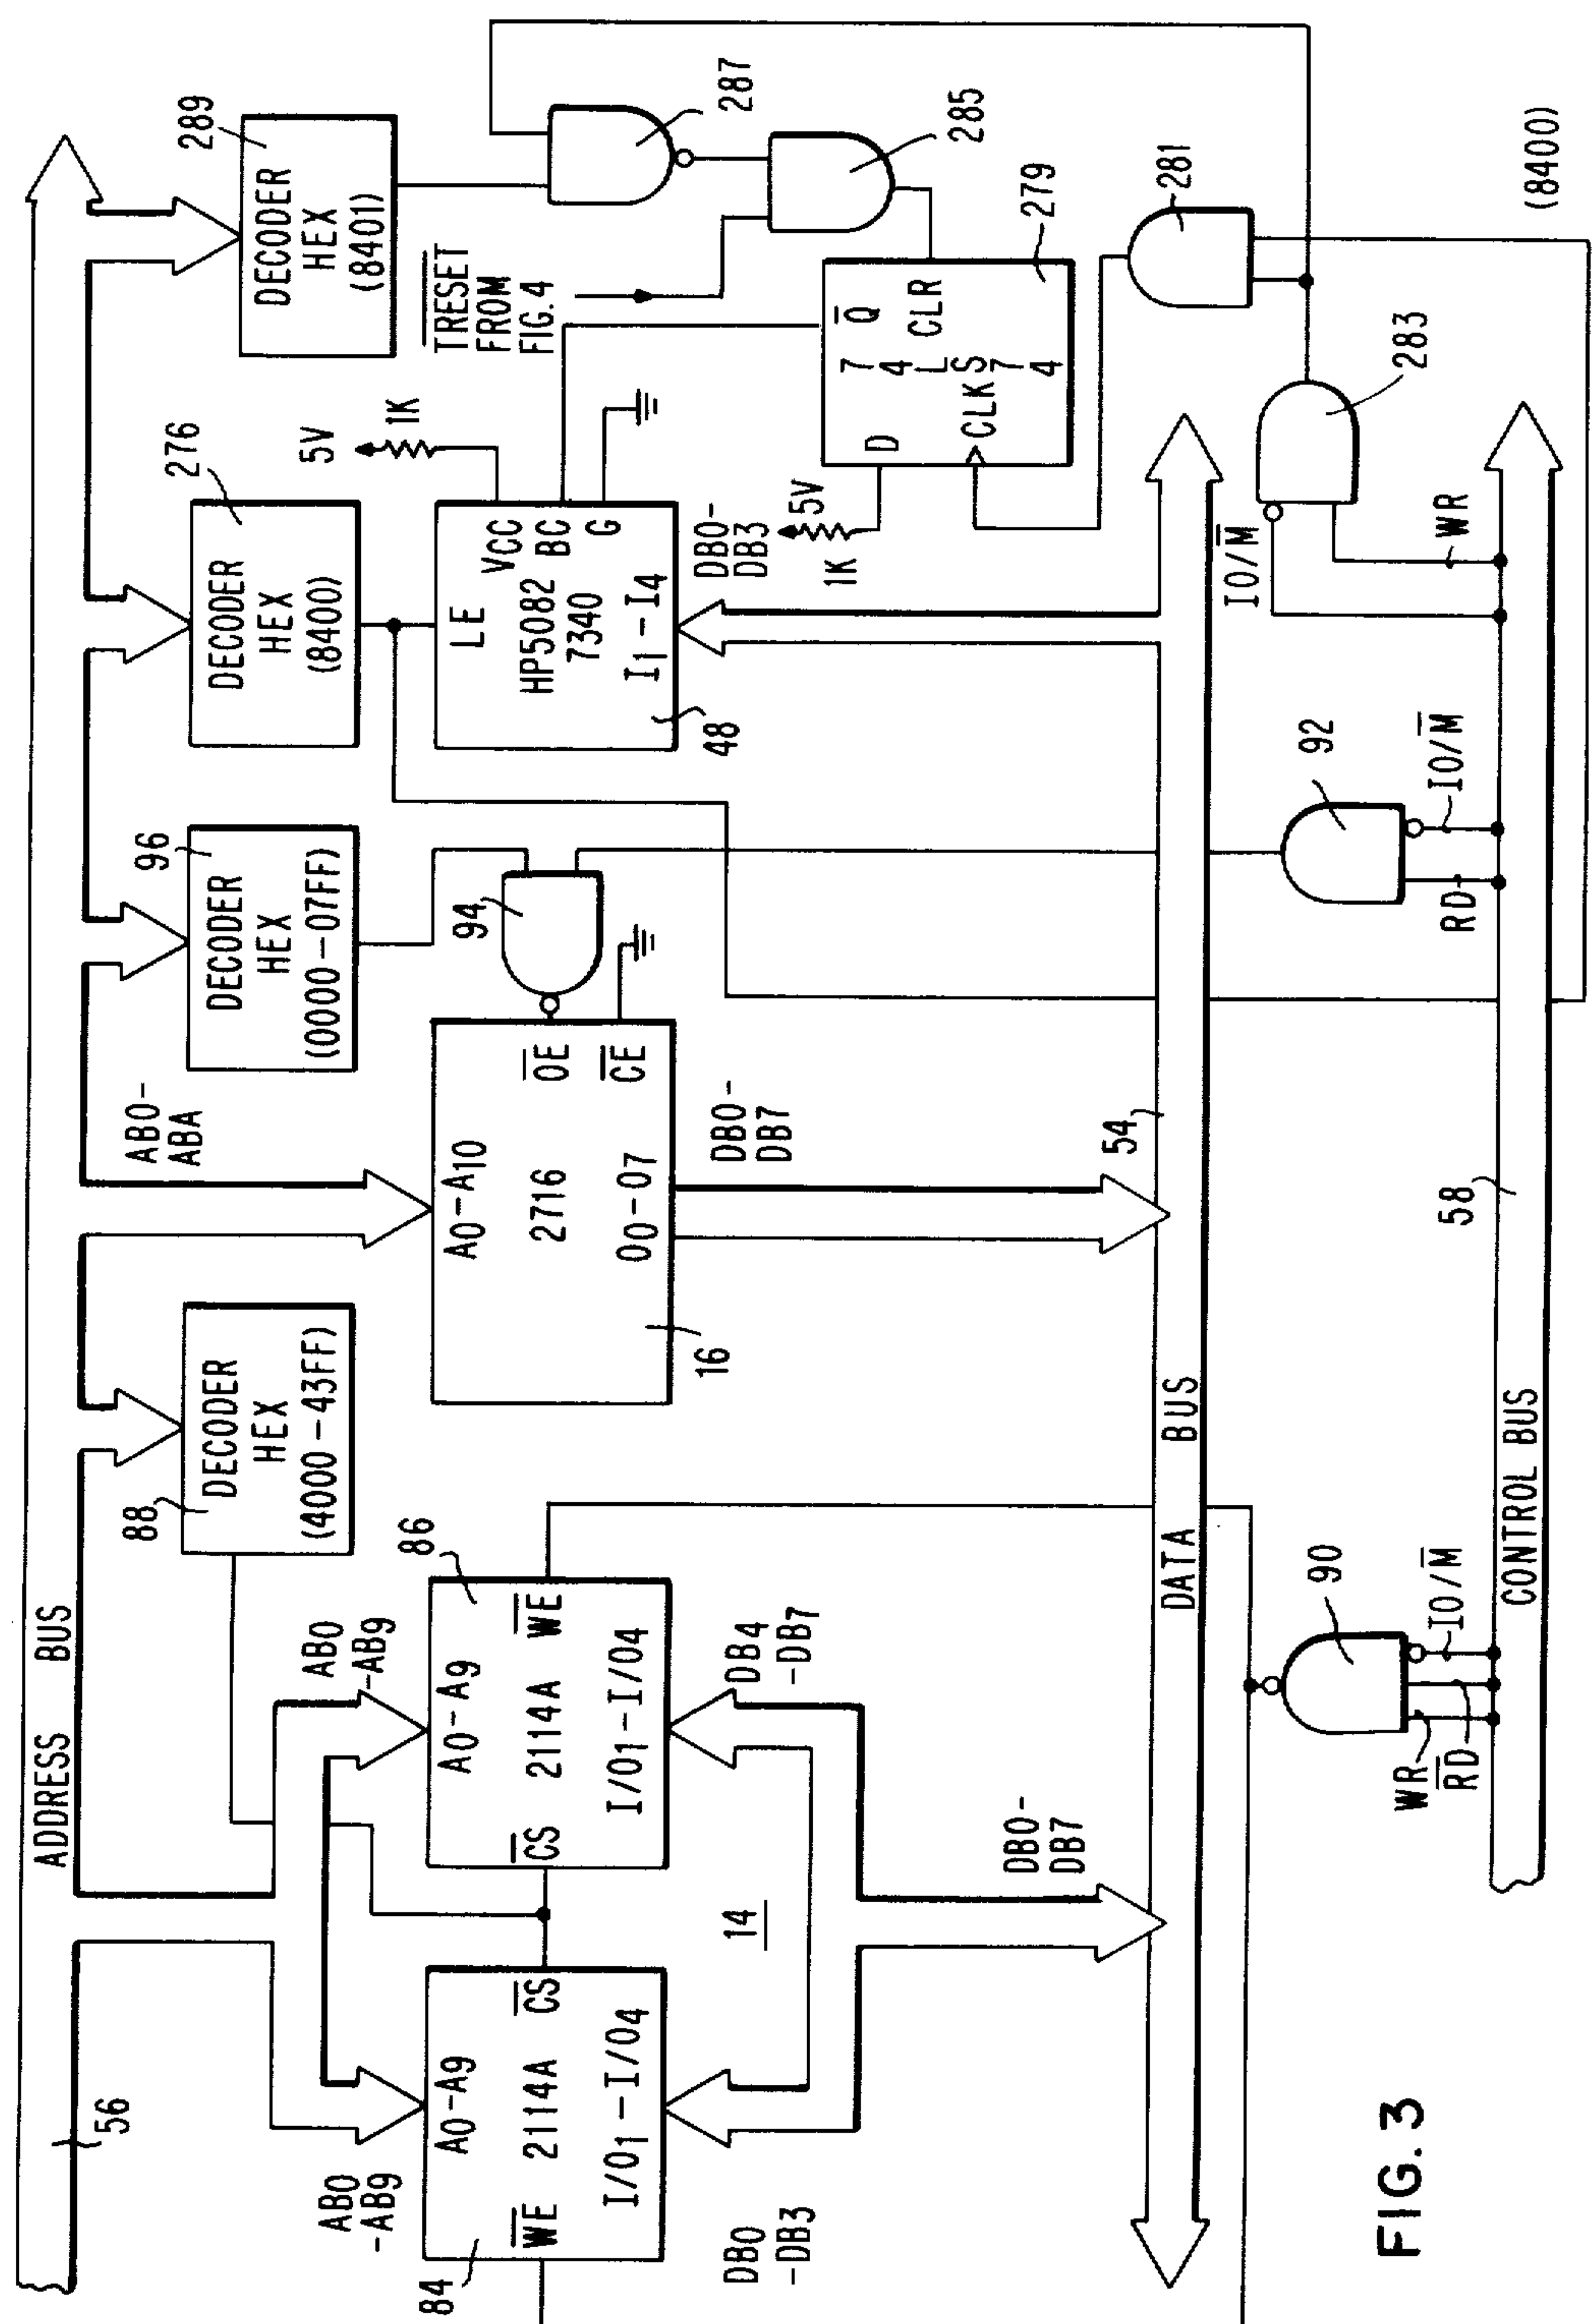 ADDRESS BUS
56
AB0
-AB9
84
A0-A9
WE 2114A CS
I/O1-I/O4
DB0
-DB3
14
AB0
-AB9
86
A0-A9
CS 2114A WE
I/O1-I/O4
DB4
-DB7
DB0-
DB7
88
DECODER
HEX
(4000-43FF)
AB0-
ABA
A0-A10
2716
OE
CE
O0-O7
16
DB0-
DB7
96
DECODER
HEX
(0000-07FF)
94
276
DECODER
HEX
(8400)
5V
1K
LE
VCC
HP5082
7340
BC
G
I1-I4
48
DB0-
DB3
289
DECODER
HEX
(8401)
TRESET
FROM
FIG.4
287
285
5V
1K
D
74LS74
Q
CLK
CLR
279
281
DATA BUS
54
IO/M
WR
283
92
RD
IO/M
90
WR
RD
IO/M
58
CONTROL BUS
(8400)
FIG. 3